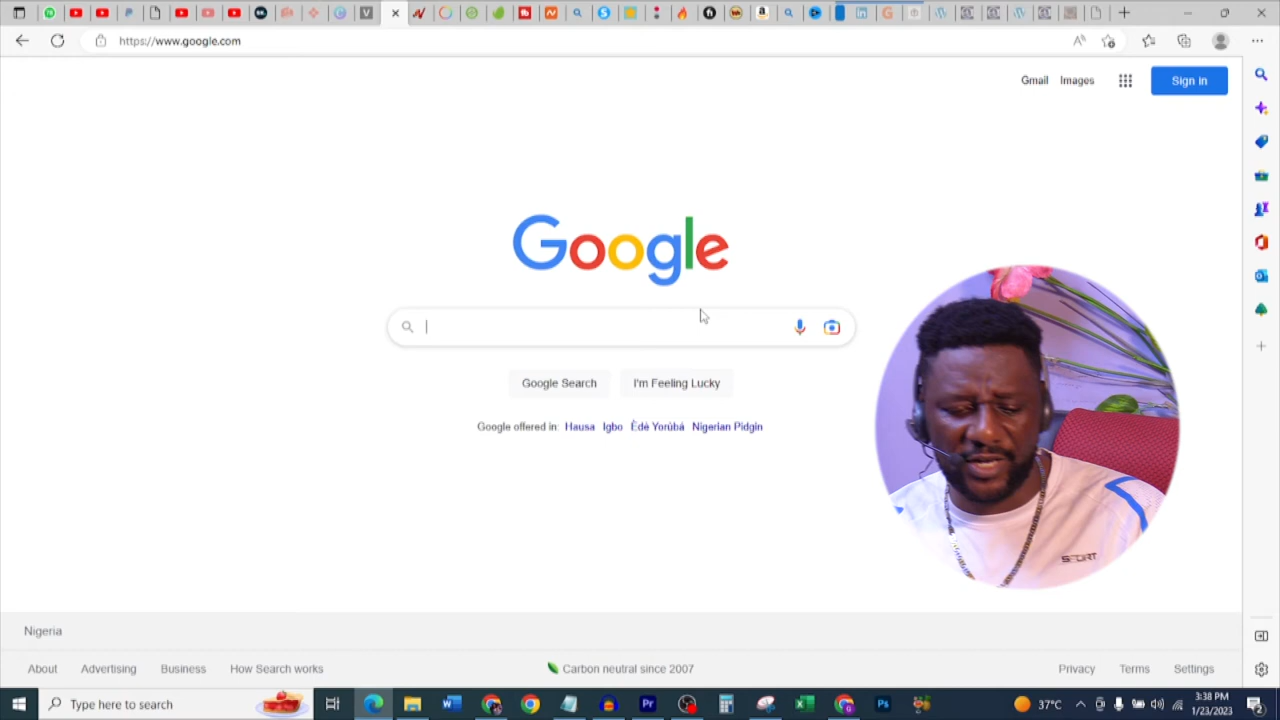 https://www.google.com
Gmail Images Sign in
Google
Google Search I'm Feeling Lucky
Google offered in: Hausa Igbo Èdè Yorùbá Nigerian Pidgin
SPORT
Nigeria
About Advertising Business How Search works Carbon neutral since 2007 Privacy Terms Settings
Type here to search 37°C 3:38 PM
1/23/2023